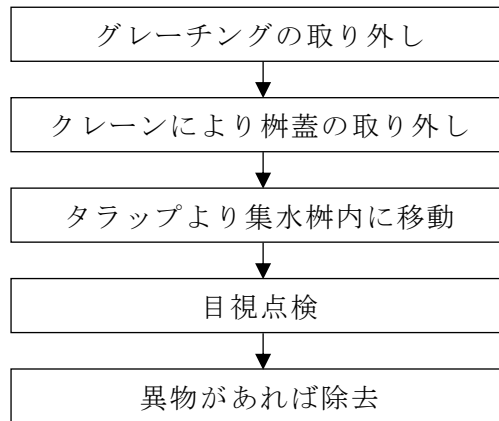 グレーチングの取り外し
クレーンにより桝蓋の取り外し
タラップより集水桝内に移動
目視点検
異物があれば除去